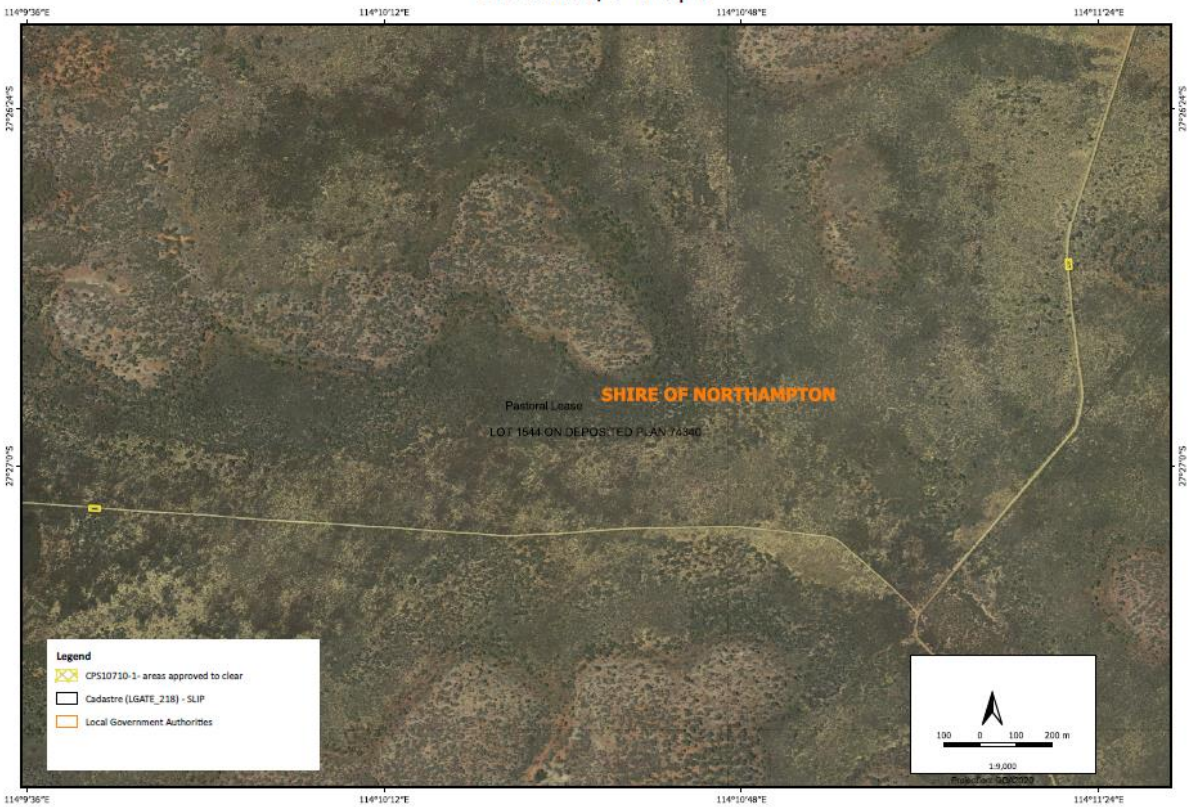 114°9'36"E
114°10'12"E
114°10'48"E
114°11'24"E
27°26'24"S
27°26'24"S
SHIRE OF NORTHAMPTON
Pastoral Lease
LOT 1544 ON DEPOSITED PLAN 74340
27°27'0"S
27°27'0"S
Legend
CPS10710-1- areas approved to clear
Cadastre (LGATE_218) - SLIP
Local Government Authorities
100 0 100 200 m
1:9,000
Projection: GDA2020
114°9'36"E
114°10'12"E
114°10'48"E
114°11'24"E